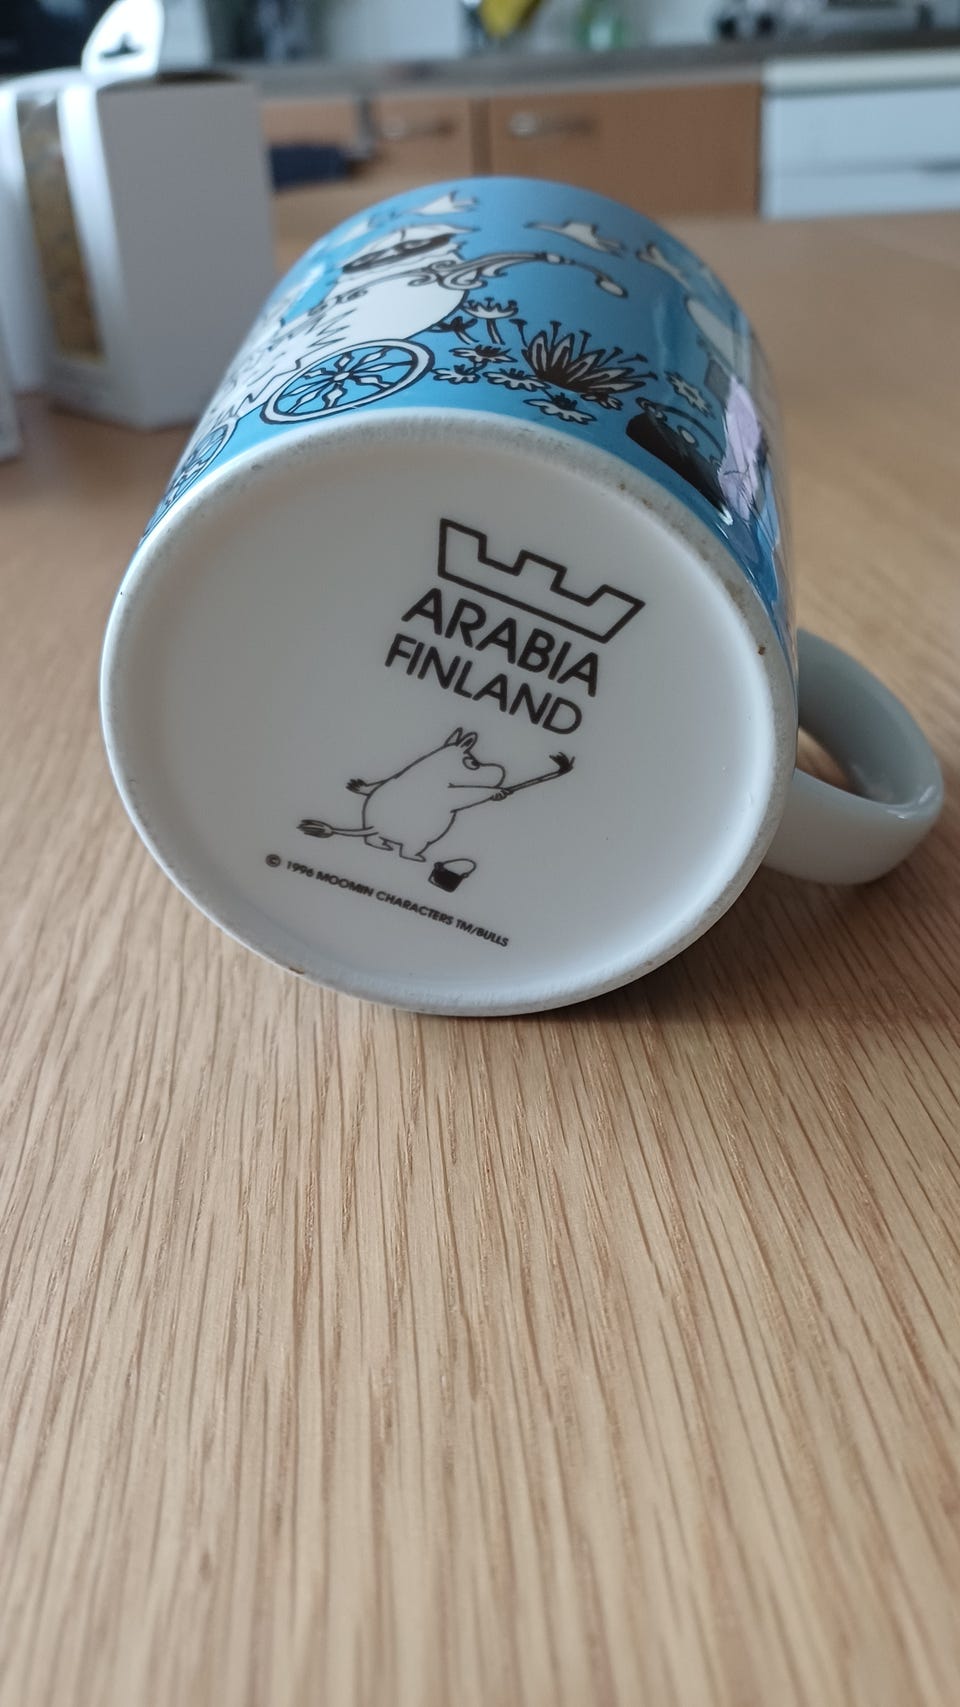 ARABIA
FINLAND
© 1996 MOOMIN CHARACTERS TM/BULLS